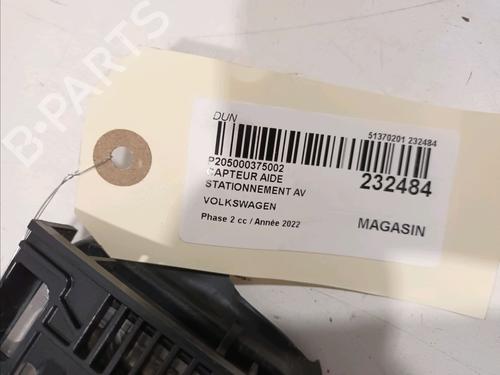 DUN
51370201 232484
P205000375002
CAPTEUR AIDE
STATIONNEMENT AV
232484
VOLKSWAGEN
Phase 2 cc / Année 2022
MAGASIN
B-PARTS